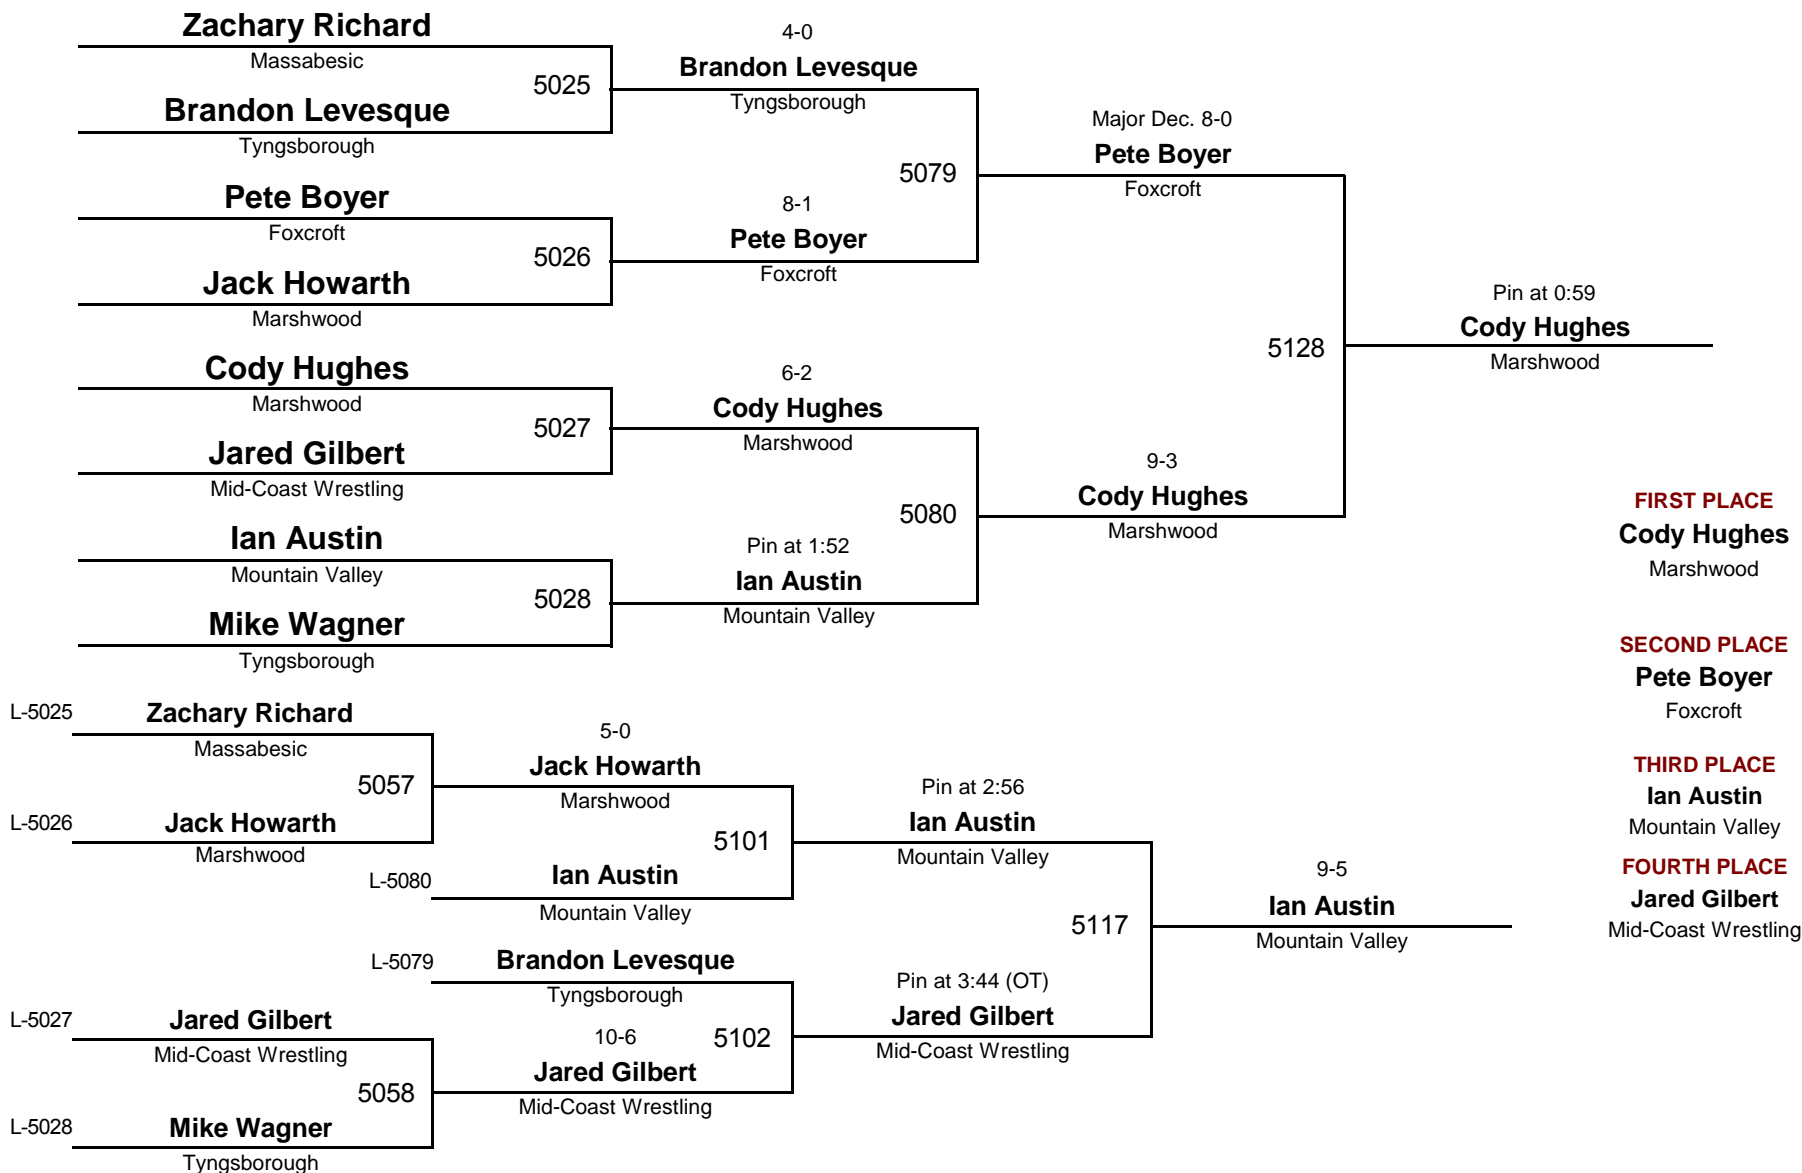 Zachary Richard
Massabesic
5025
Brandon Levesque
Tyngsborough
4-0
Brandon Levesque
Tyngsborough
Pete Boyer
Foxcroft
5026
Jack Howarth
Marshwood
8-1
Pete Boyer
Foxcroft
5079
Major Dec. 8-0
Pete Boyer
Foxcroft
Cody Hughes
Marshwood
5027
Jared Gilbert
Mid-Coast Wrestling
6-2
Cody Hughes
Marshwood
Ian Austin
Mountain Valley
5028
Mike Wagner
Tyngsborough
Pin at 1:52
Ian Austin
Mountain Valley
5080
9-3
Cody Hughes
Marshwood
5128
Pin at 0:59
Cody Hughes
Marshwood
FIRST PLACE
Cody Hughes
Marshwood
SECOND PLACE
Pete Boyer
Foxcroft
THIRD PLACE
Ian Austin
Mountain Valley
FOURTH PLACE
Jared Gilbert
Mid-Coast Wrestling
L-5025
Zachary Richard
Massabesic
5057
L-5026
Jack Howarth
Marshwood
5-0
Jack Howarth
Marshwood
5101
L-5080
Ian Austin
Mountain Valley
Pin at 2:56
Ian Austin
Mountain Valley
L-5079
Brandon Levesque
Tyngsborough
L-5027
Jared Gilbert
Mid-Coast Wrestling
5058
L-5028
Mike Wagner
Tyngsborough
10-6
Jared Gilbert
Mid-Coast Wrestling
5102
Pin at 3:44 (OT)
Jared Gilbert
Mid-Coast Wrestling
5117
9-5
Ian Austin
Mountain Valley